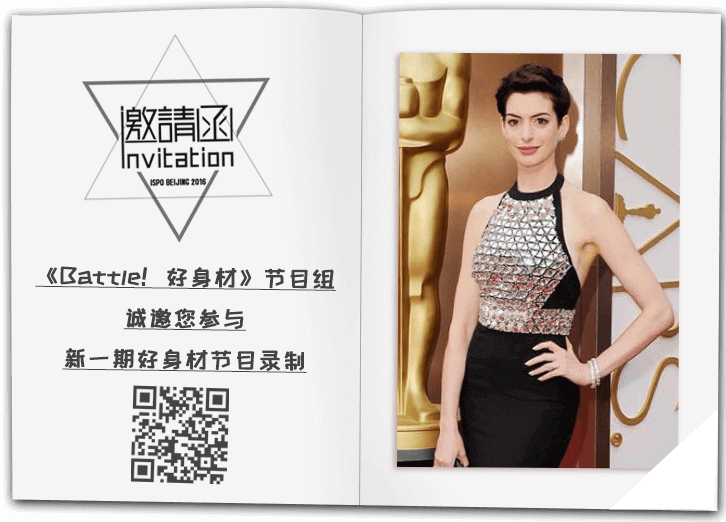 邀請函
Invitation
ISPO BEIJING 2016
《Battle! 好身材》节目组
诚邀您参与
新一期好身材节目录制